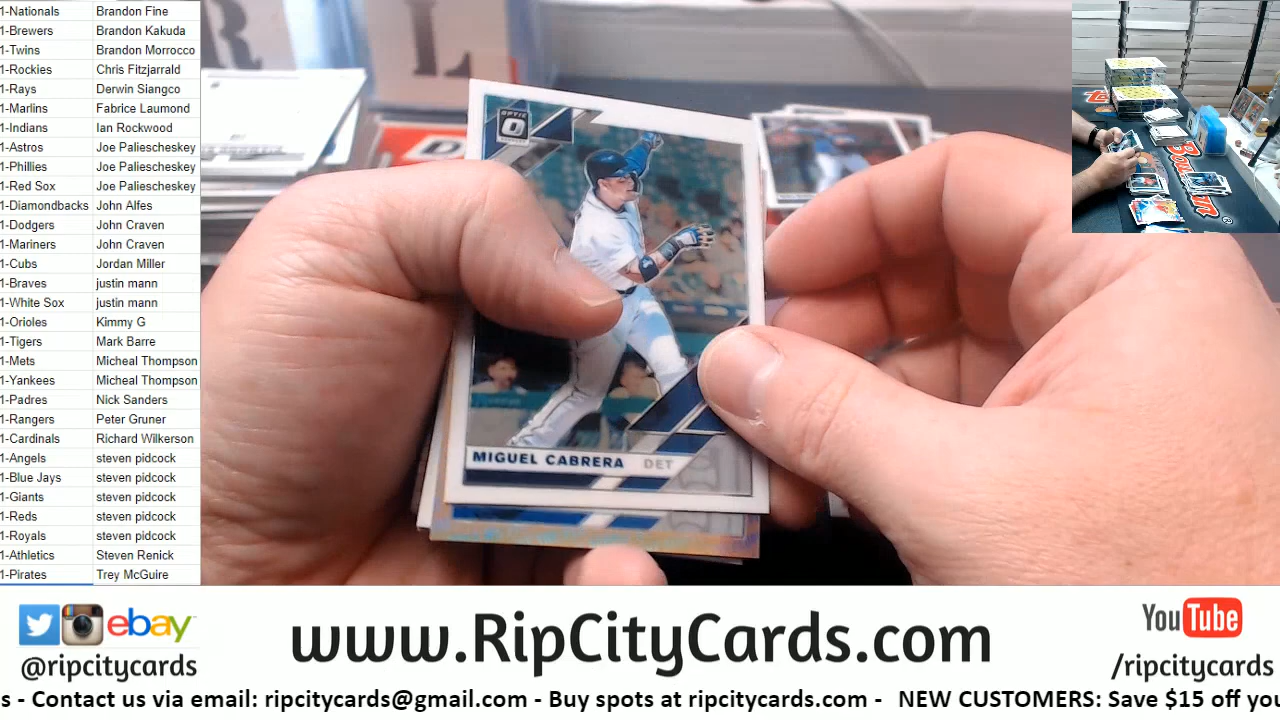 1-Nationals Brandon Fine
1-Brewers Brandon Kakuda
1-Twins Brandon Morrocco
1-Rockies Chris Fitzjarrald
1-Rays Derwin Siangco
1-Marlins Fabrice Laumond
1-Indians Ian Rockwood
1-Astros Joe Paliescheskey
1-Phillies Joe Paliescheskey
1-Red Sox Joe Paliescheskey
1-Diamondbacks John Alfes
1-Dodgers John Craven
1-Mariners John Craven
1-Cubs Jordan Miller
1-Braves justin mann
1-White Sox justin mann
1-Orioles Kimmy G
1-Tigers Mark Barre
1-Mets Micheal Thompson
1-Yankees Micheal Thompson
1-Padres Nick Sanders
1-Rangers Peter Gruner
1-Cardinals Richard Wilkerson
1-Angels steven pidcock
1-Blue Jays steven pidcock
1-Giants steven pidcock
1-Reds steven pidcock
1-Royals steven pidcock
1-Athletics Steven Renick
1-Pirates Trey McGuire
OPTIC
MIGUEL CABRERA DET
Bowman
ebay
@ripcitycards
www.RipCityCards.com
YouTube
/ripcitycards
s - Contact us via email: ripcitycards@gmail.com - Buy spots at ripcitycards.com - NEW CUSTOMERS: Save $15 off you